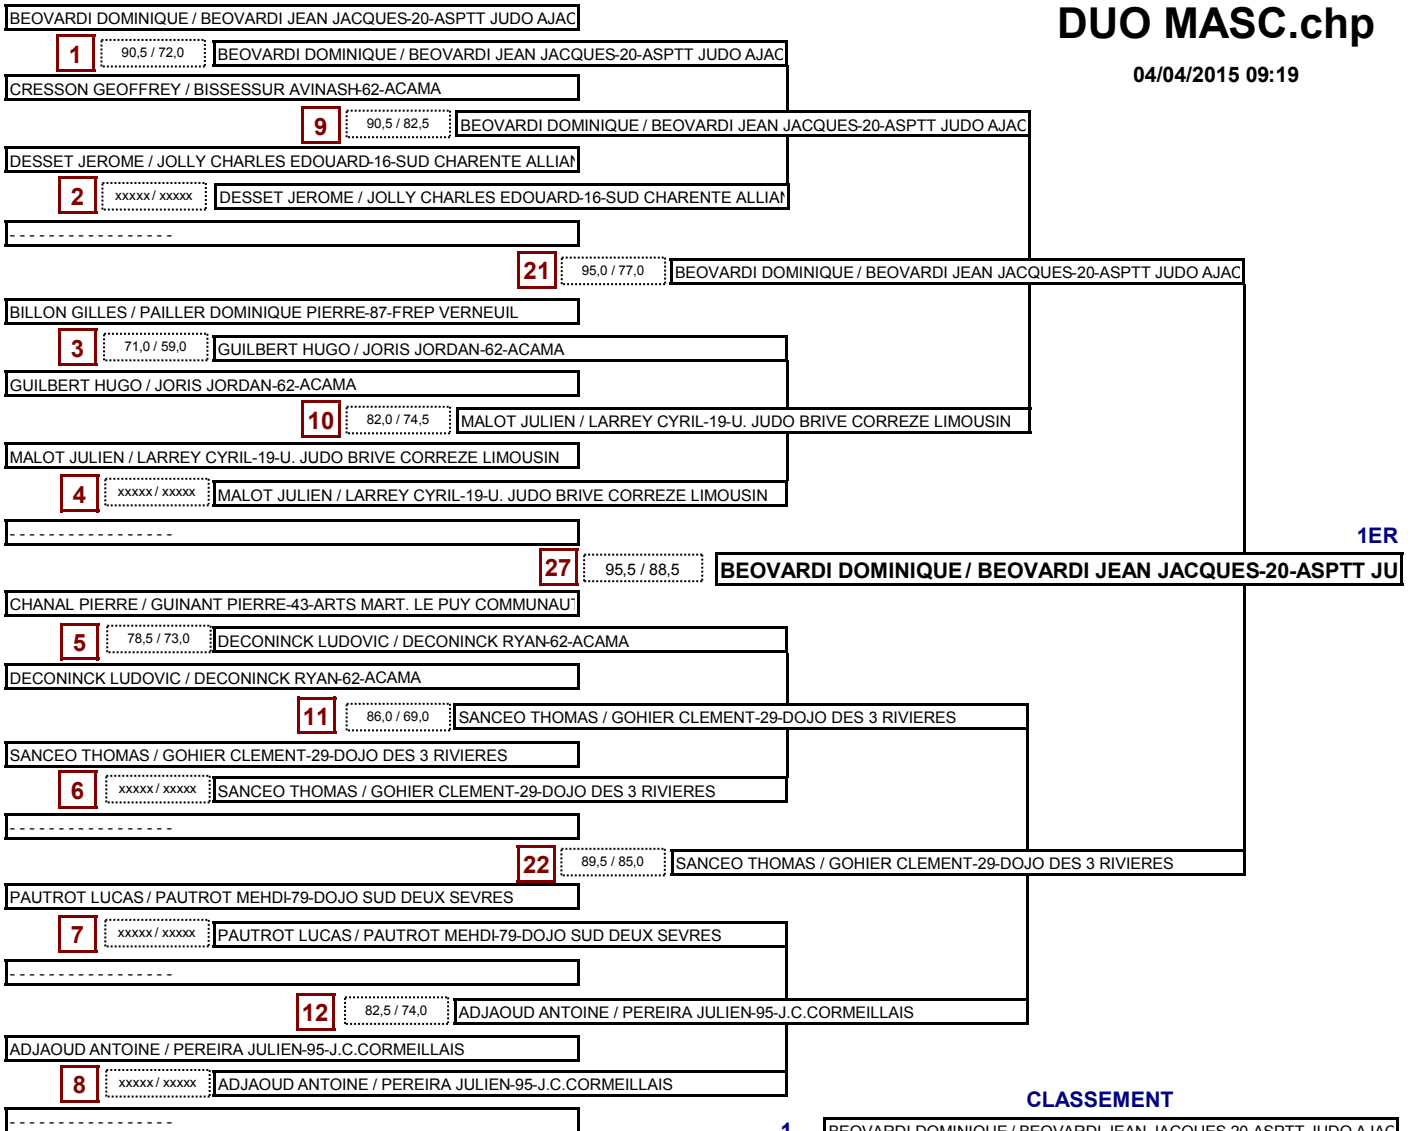 DUO MASC.chp
04/04/2015 09:19
BEOVARDI DOMINIQUE / BEOVARDI JEAN JACQUES-20-ASPTT JUDO AJAC
1 90,5 / 72,0 BEOVARDI DOMINIQUE / BEOVARDI JEAN JACQUES-20-ASPTT JUDO AJAC
CRESSON GEOFFREY / BISSESSUR AVINASH-62-ACAMA
9 90,5 / 82,5 BEOVARDI DOMINIQUE / BEOVARDI JEAN JACQUES-20-ASPTT JUDO AJAC
DESSET JEROME / JOLLY CHARLES EDOUARD-16-SUD CHARENTE ALLIAN
2 xxxxx / xxxxx DESSET JEROME / JOLLY CHARLES EDOUARD-16-SUD CHARENTE ALLIAN
- - - - - - - - - - - - - - - - -
21 95,0 / 77,0 BEOVARDI DOMINIQUE / BEOVARDI JEAN JACQUES-20-ASPTT JUDO AJAC
BILLON GILLES / PAILLER DOMINIQUE PIERRE-87-FREP VERNEUIL
3 71,0 / 59,0 GUILBERT HUGO / JORIS JORDAN-62-ACAMA
GUILBERT HUGO / JORIS JORDAN-62-ACAMA
10 82,0 / 74,5 MALOT JULIEN / LARREY CYRIL-19-U. JUDO BRIVE CORREZE LIMOUSIN
MALOT JULIEN / LARREY CYRIL-19-U. JUDO BRIVE CORREZE LIMOUSIN
4 xxxxx / xxxxx MALOT JULIEN / LARREY CYRIL-19-U. JUDO BRIVE CORREZE LIMOUSIN
- - - - - - - - - - - - - - - - -
1ER
27 95,5 / 88,5 BEOVARDI DOMINIQUE / BEOVARDI JEAN JACQUES-20-ASPTT JU
CHANAL PIERRE / GUINANT PIERRE-43-ARTS MART. LE PUY COMMUNAUT
5 78,5 / 73,0 DECONINCK LUDOVIC / DECONINCK RYAN-62-ACAMA
DECONINCK LUDOVIC / DECONINCK RYAN-62-ACAMA
11 86,0 / 69,0 SANCEO THOMAS / GOHIER CLEMENT-29-DOJO DES 3 RIVIERES
SANCEO THOMAS / GOHIER CLEMENT-29-DOJO DES 3 RIVIERES
6 xxxxx / xxxxx SANCEO THOMAS / GOHIER CLEMENT-29-DOJO DES 3 RIVIERES
- - - - - - - - - - - - - - - - -
22 89,5 / 85,0 SANCEO THOMAS / GOHIER CLEMENT-29-DOJO DES 3 RIVIERES
PAUTROT LUCAS / PAUTROT MEHDI-79-DOJO SUD DEUX SEVRES
7 xxxxx / xxxxx PAUTROT LUCAS / PAUTROT MEHDI-79-DOJO SUD DEUX SEVRES
- - - - - - - - - - - - - - - - -
12 82,5 / 74,0 ADJAOUD ANTOINE / PEREIRA JULIEN-95-J.C.CORMEILLAIS
ADJAOUD ANTOINE / PEREIRA JULIEN-95-J.C.CORMEILLAIS
8 xxxxx / xxxxx ADJAOUD ANTOINE / PEREIRA JULIEN-95-J.C.CORMEILLAIS
- - - - - - - - - - - - - - - - -
CLASSEMENT
1 BEOVARDI DOMINIQUE / BEOVARDI JEAN JACQUES-20-ASPTT JUDO AJAC